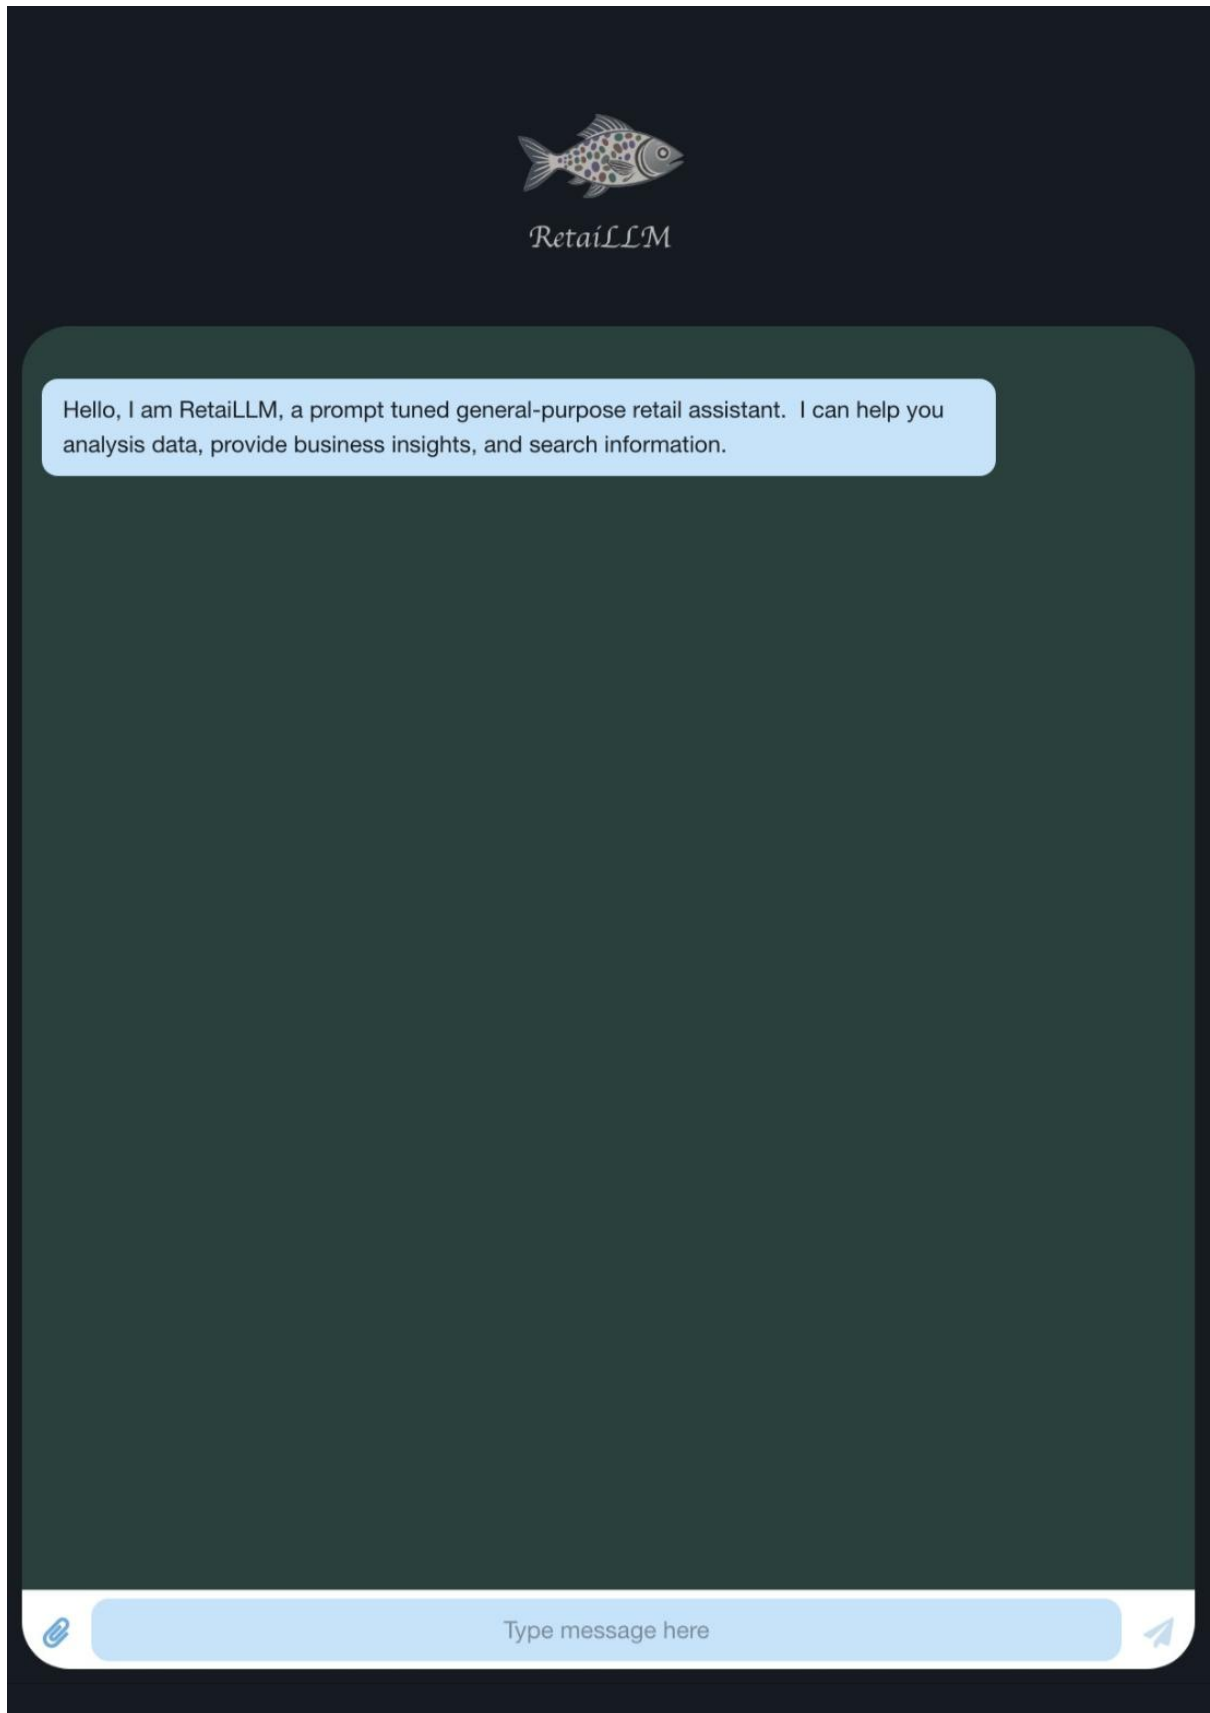 RetaiLLM
Hello, I am RetaiLLM, a prompt tuned general-purpose retail assistant.  I can help you
analysis data, provide business insights, and search information.
Type message here